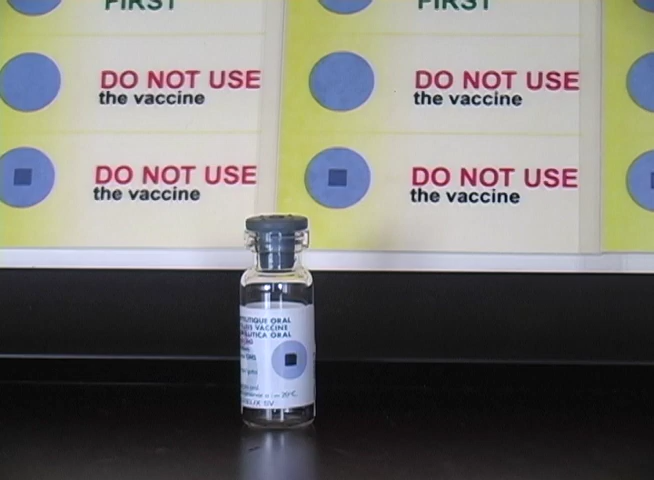 FIRST
FIRST
DO NOT USE
the vaccine
DO NOT USE
the vaccine
DO NOT USE
the vaccine
DO NOT USE
the vaccine
ORAL
VACCINE
ORAL